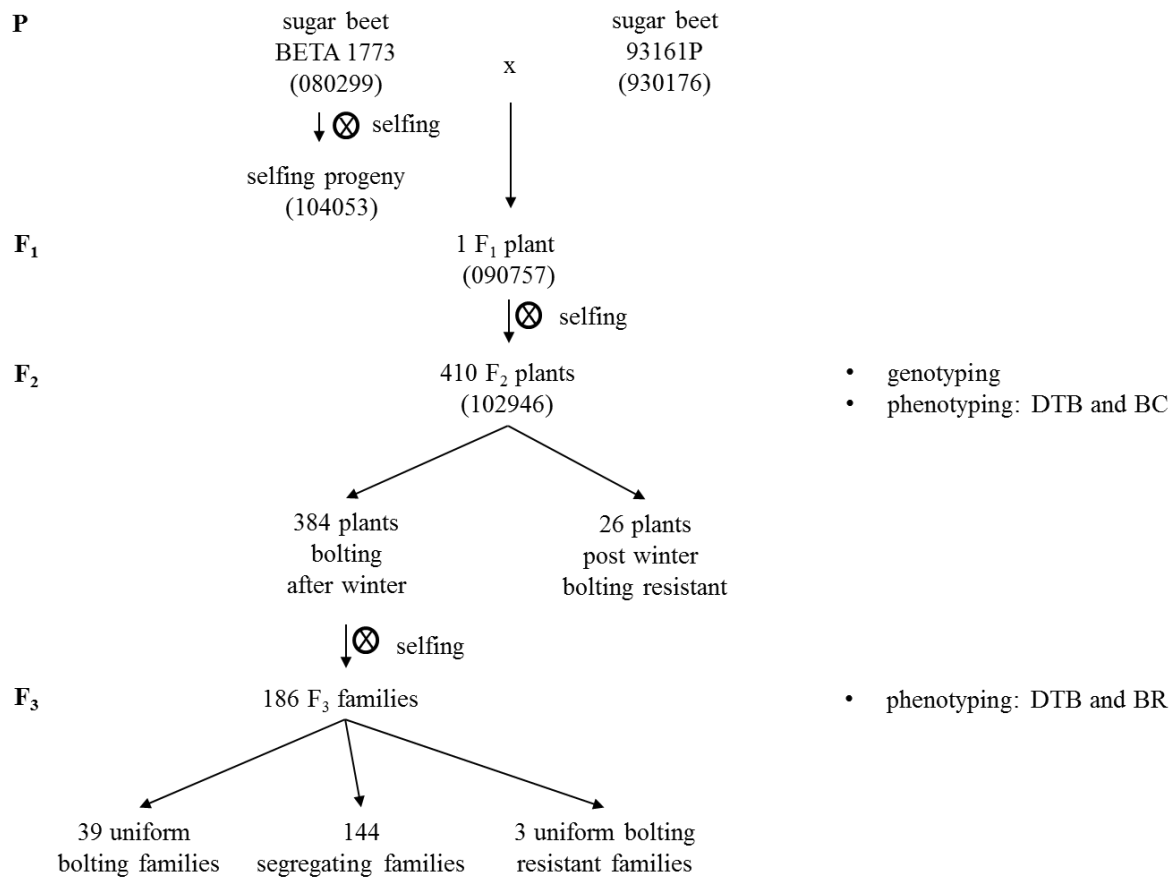 P
sugar beet
BETA 1773
(080299)
x
sugar beet
93161P
(930176)
selfing
selfing progeny
(104053)
F₁
1 F₁ plant
(090757)
selfing
F₂
410 F₂ plants
(102946)
• genotyping
• phenotyping: DTB and BC
384 plants
bolting
after winter
26 plants
post winter
bolting resistant
selfing
F₃
186 F₃ families
• phenotyping: DTB and BR
39 uniform
bolting families
144
segregating families
3 uniform bolting
resistant families